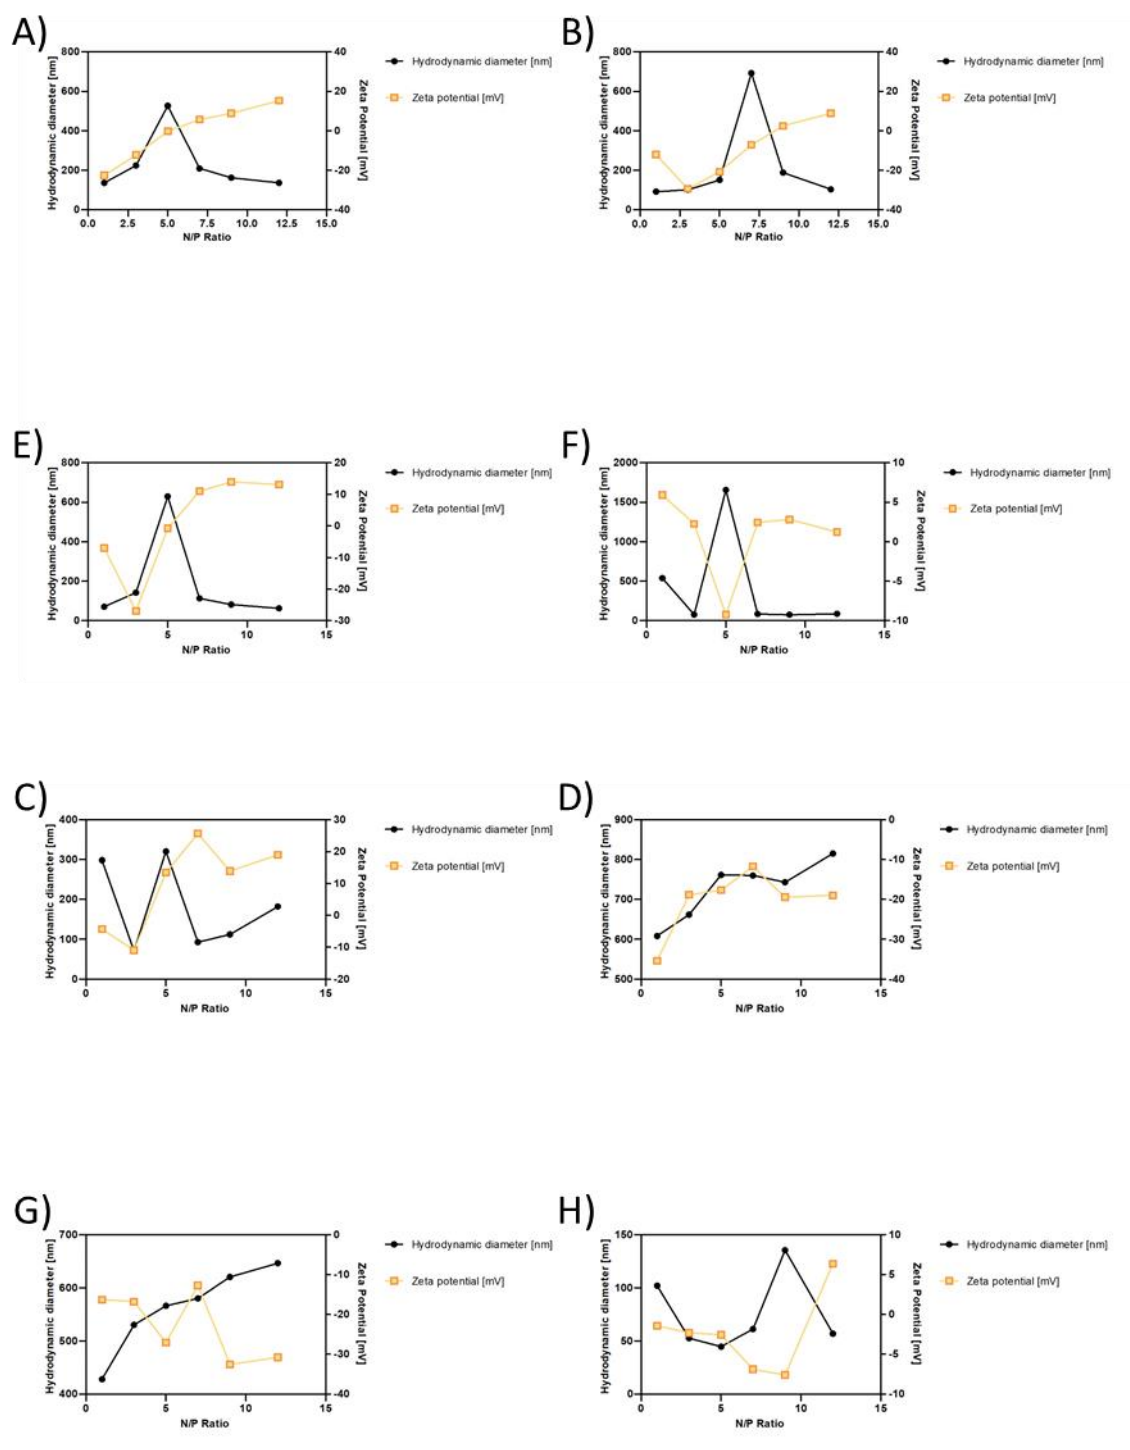 A)
800
600
400
200
0
40
20
0
-20
-40
0.0 2.5 5.0 7.5 10.0 12.5 15.0
N/P Ratio
Hydrodynamic diameter [nm]
Zeta Potential [mV]
Hydrodynamic diameter [nm]
Zeta potential [mV]
B)
800
600
400
200
0
40
20
0
-20
-40
0.0 2.5 5.0 7.5 10.0 12.5 15.0
N/P Ratio
Hydrodynamic diameter [nm]
Zeta Potential [mV]
Hydrodynamic diameter [nm]
Zeta potential [mV]
E)
800
600
400
200
0
20
10
0
-10
-20
-30
0 5 10 15
N/P Ratio
Hydrodynamic diameter [nm]
Zeta Potential [mV]
Hydrodynamic diameter [nm]
Zeta potential [mV]
F)
2000
1500
1000
500
0
10
5
0
-5
-10
0 5 10 15
N/P Ratio
Hydrodynamic diameter [nm]
Zeta Potential [mV]
Hydrodynamic diameter [nm]
Zeta potential [mV]
C)
400
300
200
100
0
30
20
10
0
-10
-20
0 5 10 15
N/P Ratio
Hydrodynamic diameter [nm]
Zeta Potential [mV]
Hydrodynamic diameter [nm]
Zeta potential [mV]
D)
900
800
700
600
500
0
-10
-20
-30
-40
0 5 10 15
N/P Ratio
Hydrodynamic diameter [nm]
Zeta Potential [mV]
Hydrodynamic diameter [nm]
Zeta potential [mV]
G)
700
600
500
400
0
-10
-20
-30
-40
0 5 10 15
N/P Ratio
Hydrodynamic diameter [nm]
Zeta Potential [mV]
Hydrodynamic diameter [nm]
Zeta potential [mV]
H)
150
100
50
0
10
5
0
-5
-10
0 5 10 15
N/P Ratio
Hydrodynamic diameter [nm]
Zeta Potential [mV]
Hydrodynamic diameter [nm]
Zeta potential [mV]